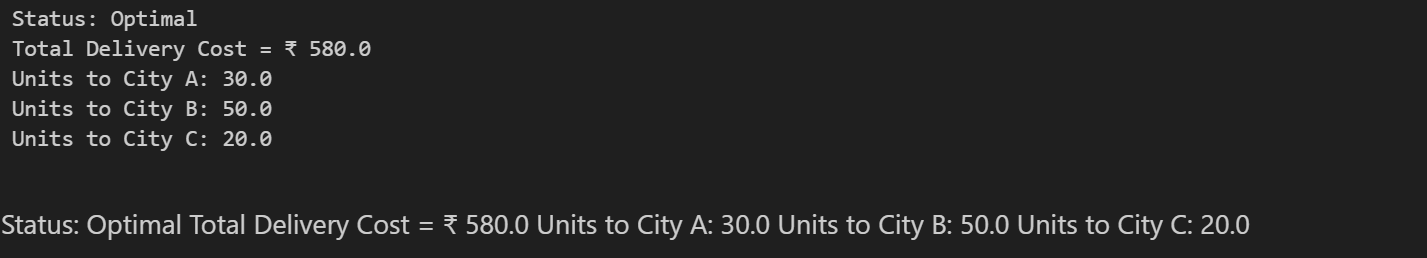 Status: Optimal
Total Delivery Cost = ₹ 580.0
Units to City A: 30.0
Units to City B: 50.0
Units to City C: 20.0
Status: Optimal Total Delivery Cost = ₹ 580.0 Units to City A: 30.0 Units to City B: 50.0 Units to City C: 20.0